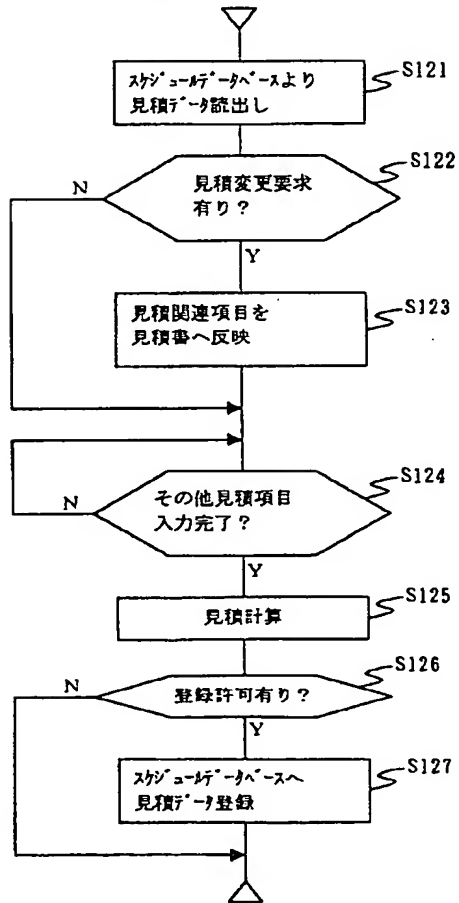 S121
ｽｹｼﾞｭｰﾙﾃﾞｰﾀﾍﾞｰｽより
見積ﾃﾞｰﾀ読出し
S122
N
見積変更要求
有り？
Y
S123
見積関連項目を
見積書へ反映
S124
N
その他見積項目
入力完了？
Y
S125
見積計算
S126
N
登録許可有り？
Y
S127
ｽｹｼﾞｭｰﾙﾃﾞｰﾀﾍﾞｰｽへ
見積ﾃﾞｰﾀ登録